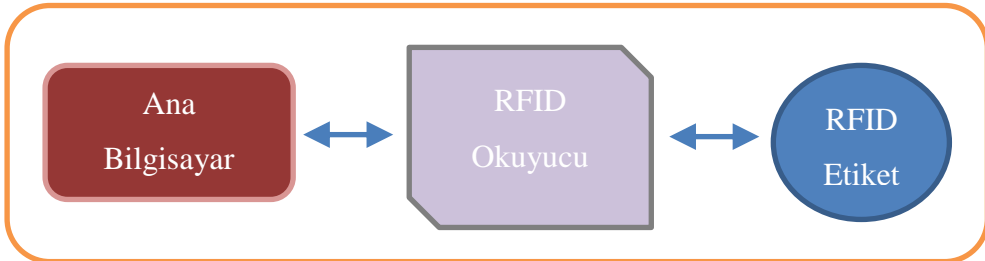 Ana
Bilgisayar
RFID
Okuyucu
RFID
Etiket